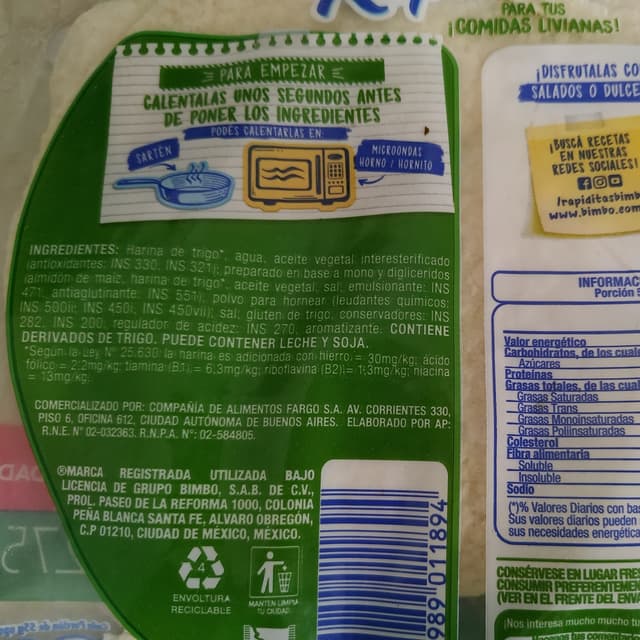 PARA TUS
¡COMIDAS LIVIANAS!
PARA EMPEZAR
CALENTALAS UNOS SEGUNDOS ANTES
DE PONER LOS INGREDIENTES
PODÉS CALENTARLAS EN:
SARTÉN
MICROONDAS
HORNO / HORNITO
INGREDIENTES: Harina de trigo*, agua, aceite vegetal interesterificado
(antioxidantes: INS 330, INS 321), preparado en base a mono y digliceridos
(almidón de maíz, harina de trigo*, aceite vegetal, sal, emulsionante: INS
471, antiaglutinante: INS 551), polvo para hornear (leudantes químicos:
INS 500ii, INS 450i, INS 450vii), sal, gluten de trigo, conservadores: INS
282, INS 200, regulador de acidez: INS 270, aromatizante. CONTIENE
DERIVADOS DE TRIGO. PUEDE CONTENER LECHE Y SOJA.
*Según la Ley N° 25.630 la harina es adicionada con hierro = 30mg/kg; ácido
fólico = 2,2mg/kg; tiamina (B1) = 6,3mg/kg; riboflavina (B2) = 1,3mg/kg; niacina
= 13mg/kg.
COMERCIALIZADO POR: COMPAÑÍA DE ALIMENTOS FARGO S.A. AV. CORRIENTES 330,
PISO 6, OFICINA 612, CIUDAD AUTÓNOMA DE BUENOS AIRES. ELABORADO POR AP:
R.N.E. N° 02-032363. R.N.P.A. N°: 02-584805.
®MARCA REGISTRADA UTILIZADA BAJO
LICENCIA DE GRUPO BIMBO, S.A.B. DE C.V.,
PROL. PASEO DE LA REFORMA 1000, COLONIA
PEÑA BLANCA SANTA FE, ALVARO OBREGÓN,
C.P 01210, CIUDAD DE MÉXICO, MÉXICO.
4
ENVOLTURA
RECICLABLE
MANTEN LIMPIA
TU CIUDAD
989 011894
¡DISFRUTALAS CO
SALADOS O DULCE
¡BUSCÁ RECETAS
EN NUESTRAS
REDES SOCIALES!
/rapiditasbimb
www.bimbo.com
INFORMAC
Porción 5
Valor energético
Carbohidratos, de los cuale
Azúcares
Proteínas
Grasas totales, de las cual
Grasas Saturadas
Grasas Trans
Grasas Monoinsaturadas
Grasas Poliinsaturadas
Colesterol
Fibra alimentaria
Soluble
Insoluble
Sodio
(*)% Valores Diarios con bas
Sus valores diarios pueden
sus necesidades energética
CONSÉRVESE EN LUGAR FRES
CONSUMIR PREFERENTEMEN
(VER EN EL FRENTE DEL ENVA
¡Nos interesa mucho mucho tu